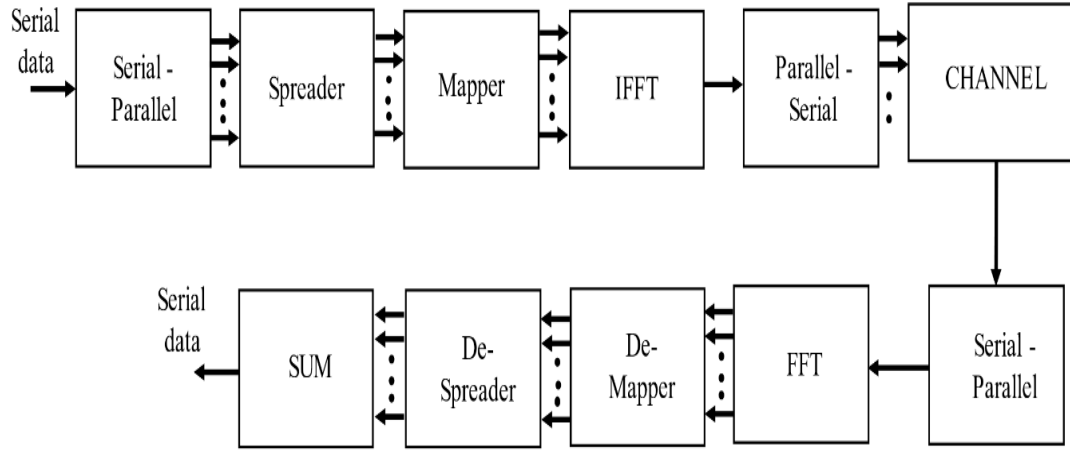 Serial
data
Serial -
Parallel
Spreader
Mapper
IFFT
Parallel -
Serial
CHANNEL
Serial
data
SUM
De-
Spreader
De-
Mapper
FFT
Serial -
Parallel